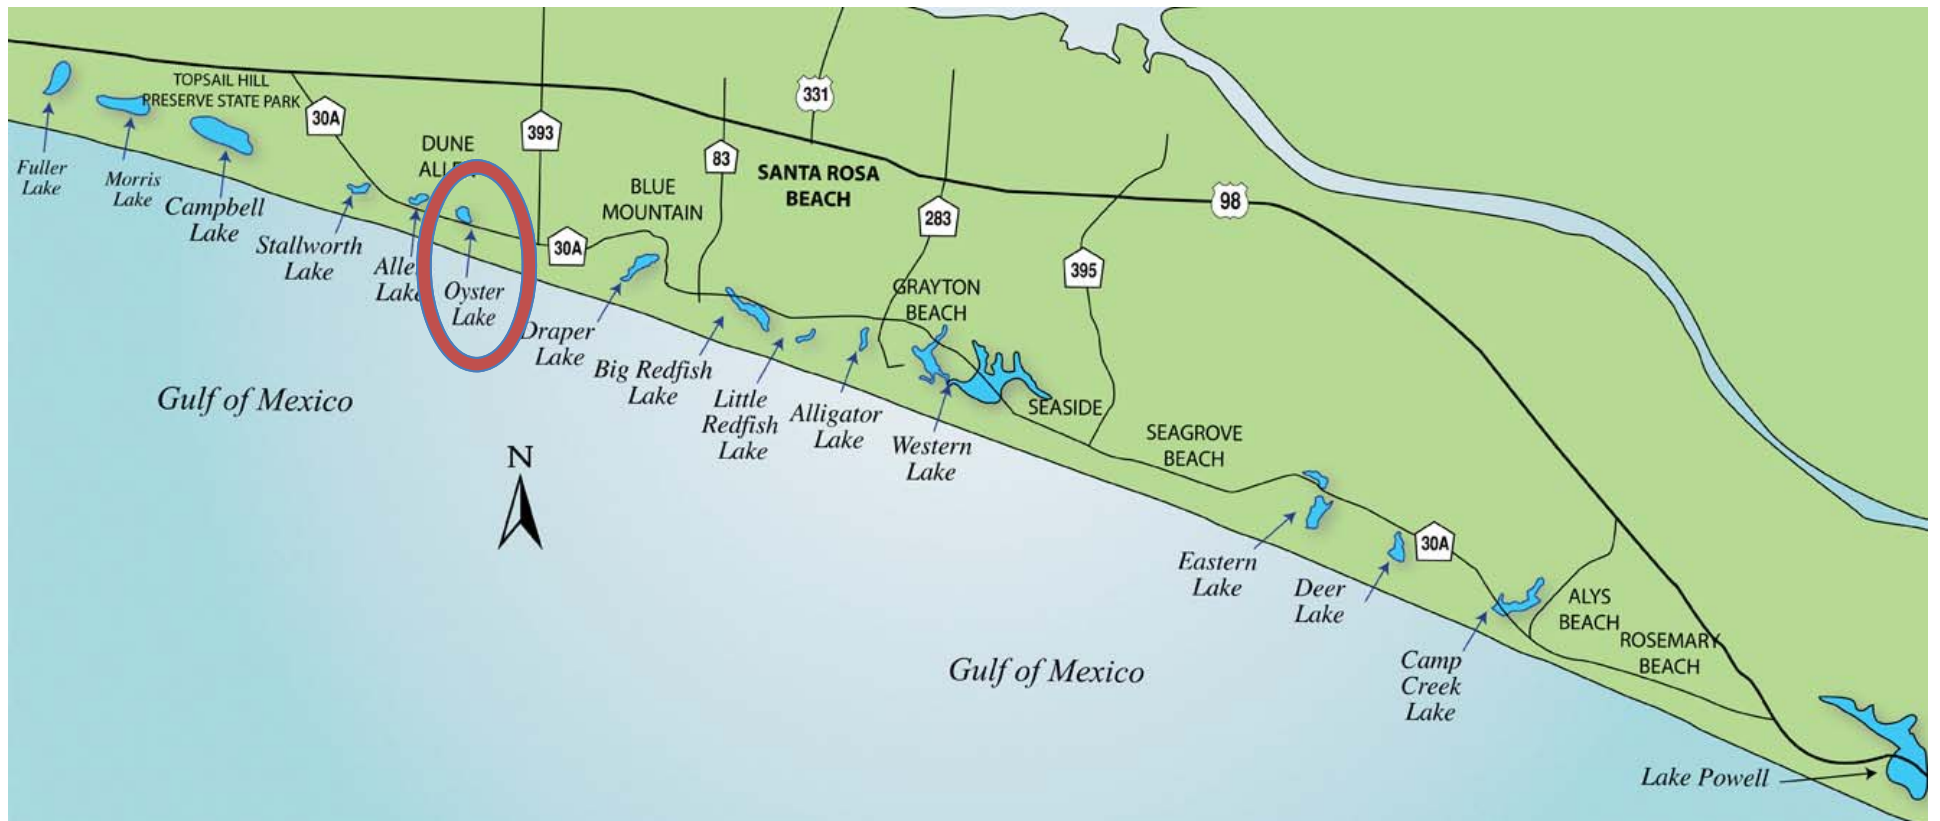 TOPSAIL HILL
PRESERVE STATE PARK
30A
393
331
83
DUNE
Fuller
Lake
Morris
Lake
Campbell
Lake
Stallworth
Lake
Oyster
Lake
BLUE
MOUNTAIN
SANTA ROSA
BEACH
98
283
30A
395
Draper
Lake
Big Redfish
Lake
Little
Redfish
Lake
Alligator
Lake
GRAYTON
BEACH
Western
Lake
SEASIDE
SEAGROVE
BEACH
Gulf of Mexico
N
Eastern
Lake
Deer
Lake
30A
Camp
Creek
Lake
ALYS
BEACH
ROSEMARY
BEACH
Gulf of Mexico
Lake Powell